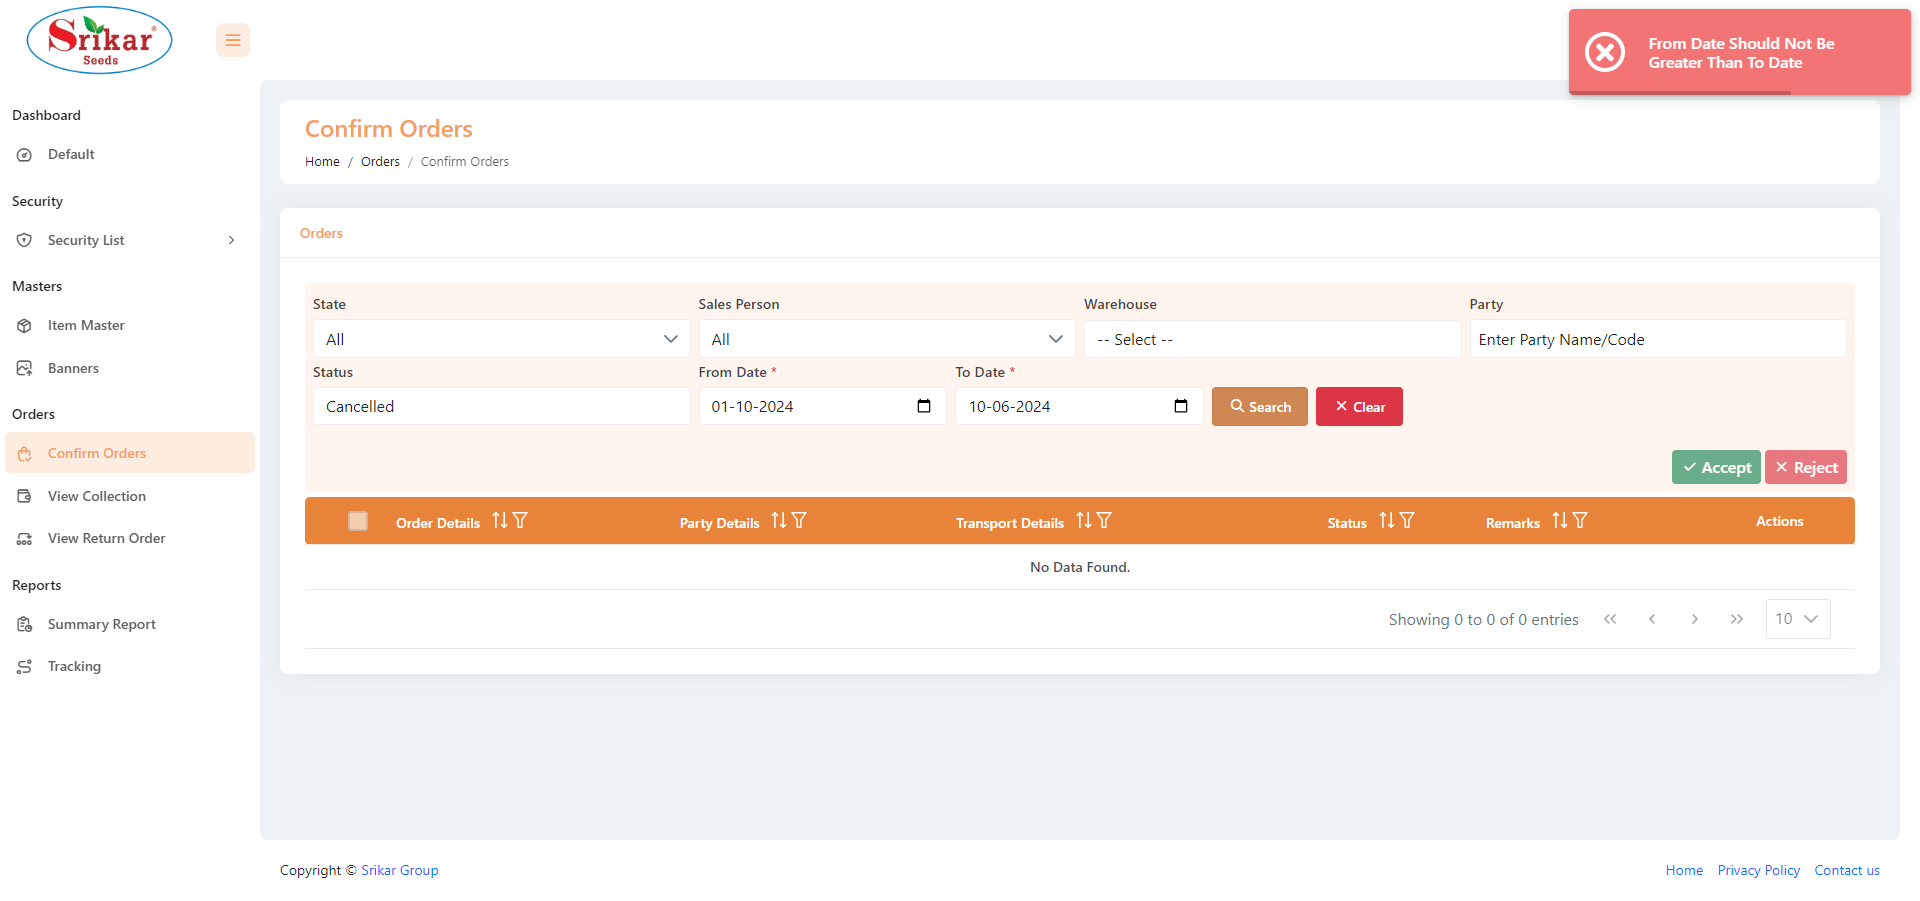 Srikar®
Seeds
From Date Should Not Be
Greater Than To Date
Dashboard
Default
Security
Security List
Masters
Item Master
Banners
Orders
Confirm Orders
View Collection
View Return Order
Reports
Summary Report
Tracking
Confirm Orders
Home / Orders / Confirm Orders
Orders
State Sales Person Warehouse Party
All All -- Select -- Enter Party Name/Code
Status From Date * To Date *
Cancelled 01-10-2024 10-06-2024 Search Clear
Accept Reject
Order Details Party Details Transport Details Status Remarks Actions
No Data Found.
Showing 0 to 0 of 0 entries 10
Copyright © Srikar Group Home Privacy Policy Contact us